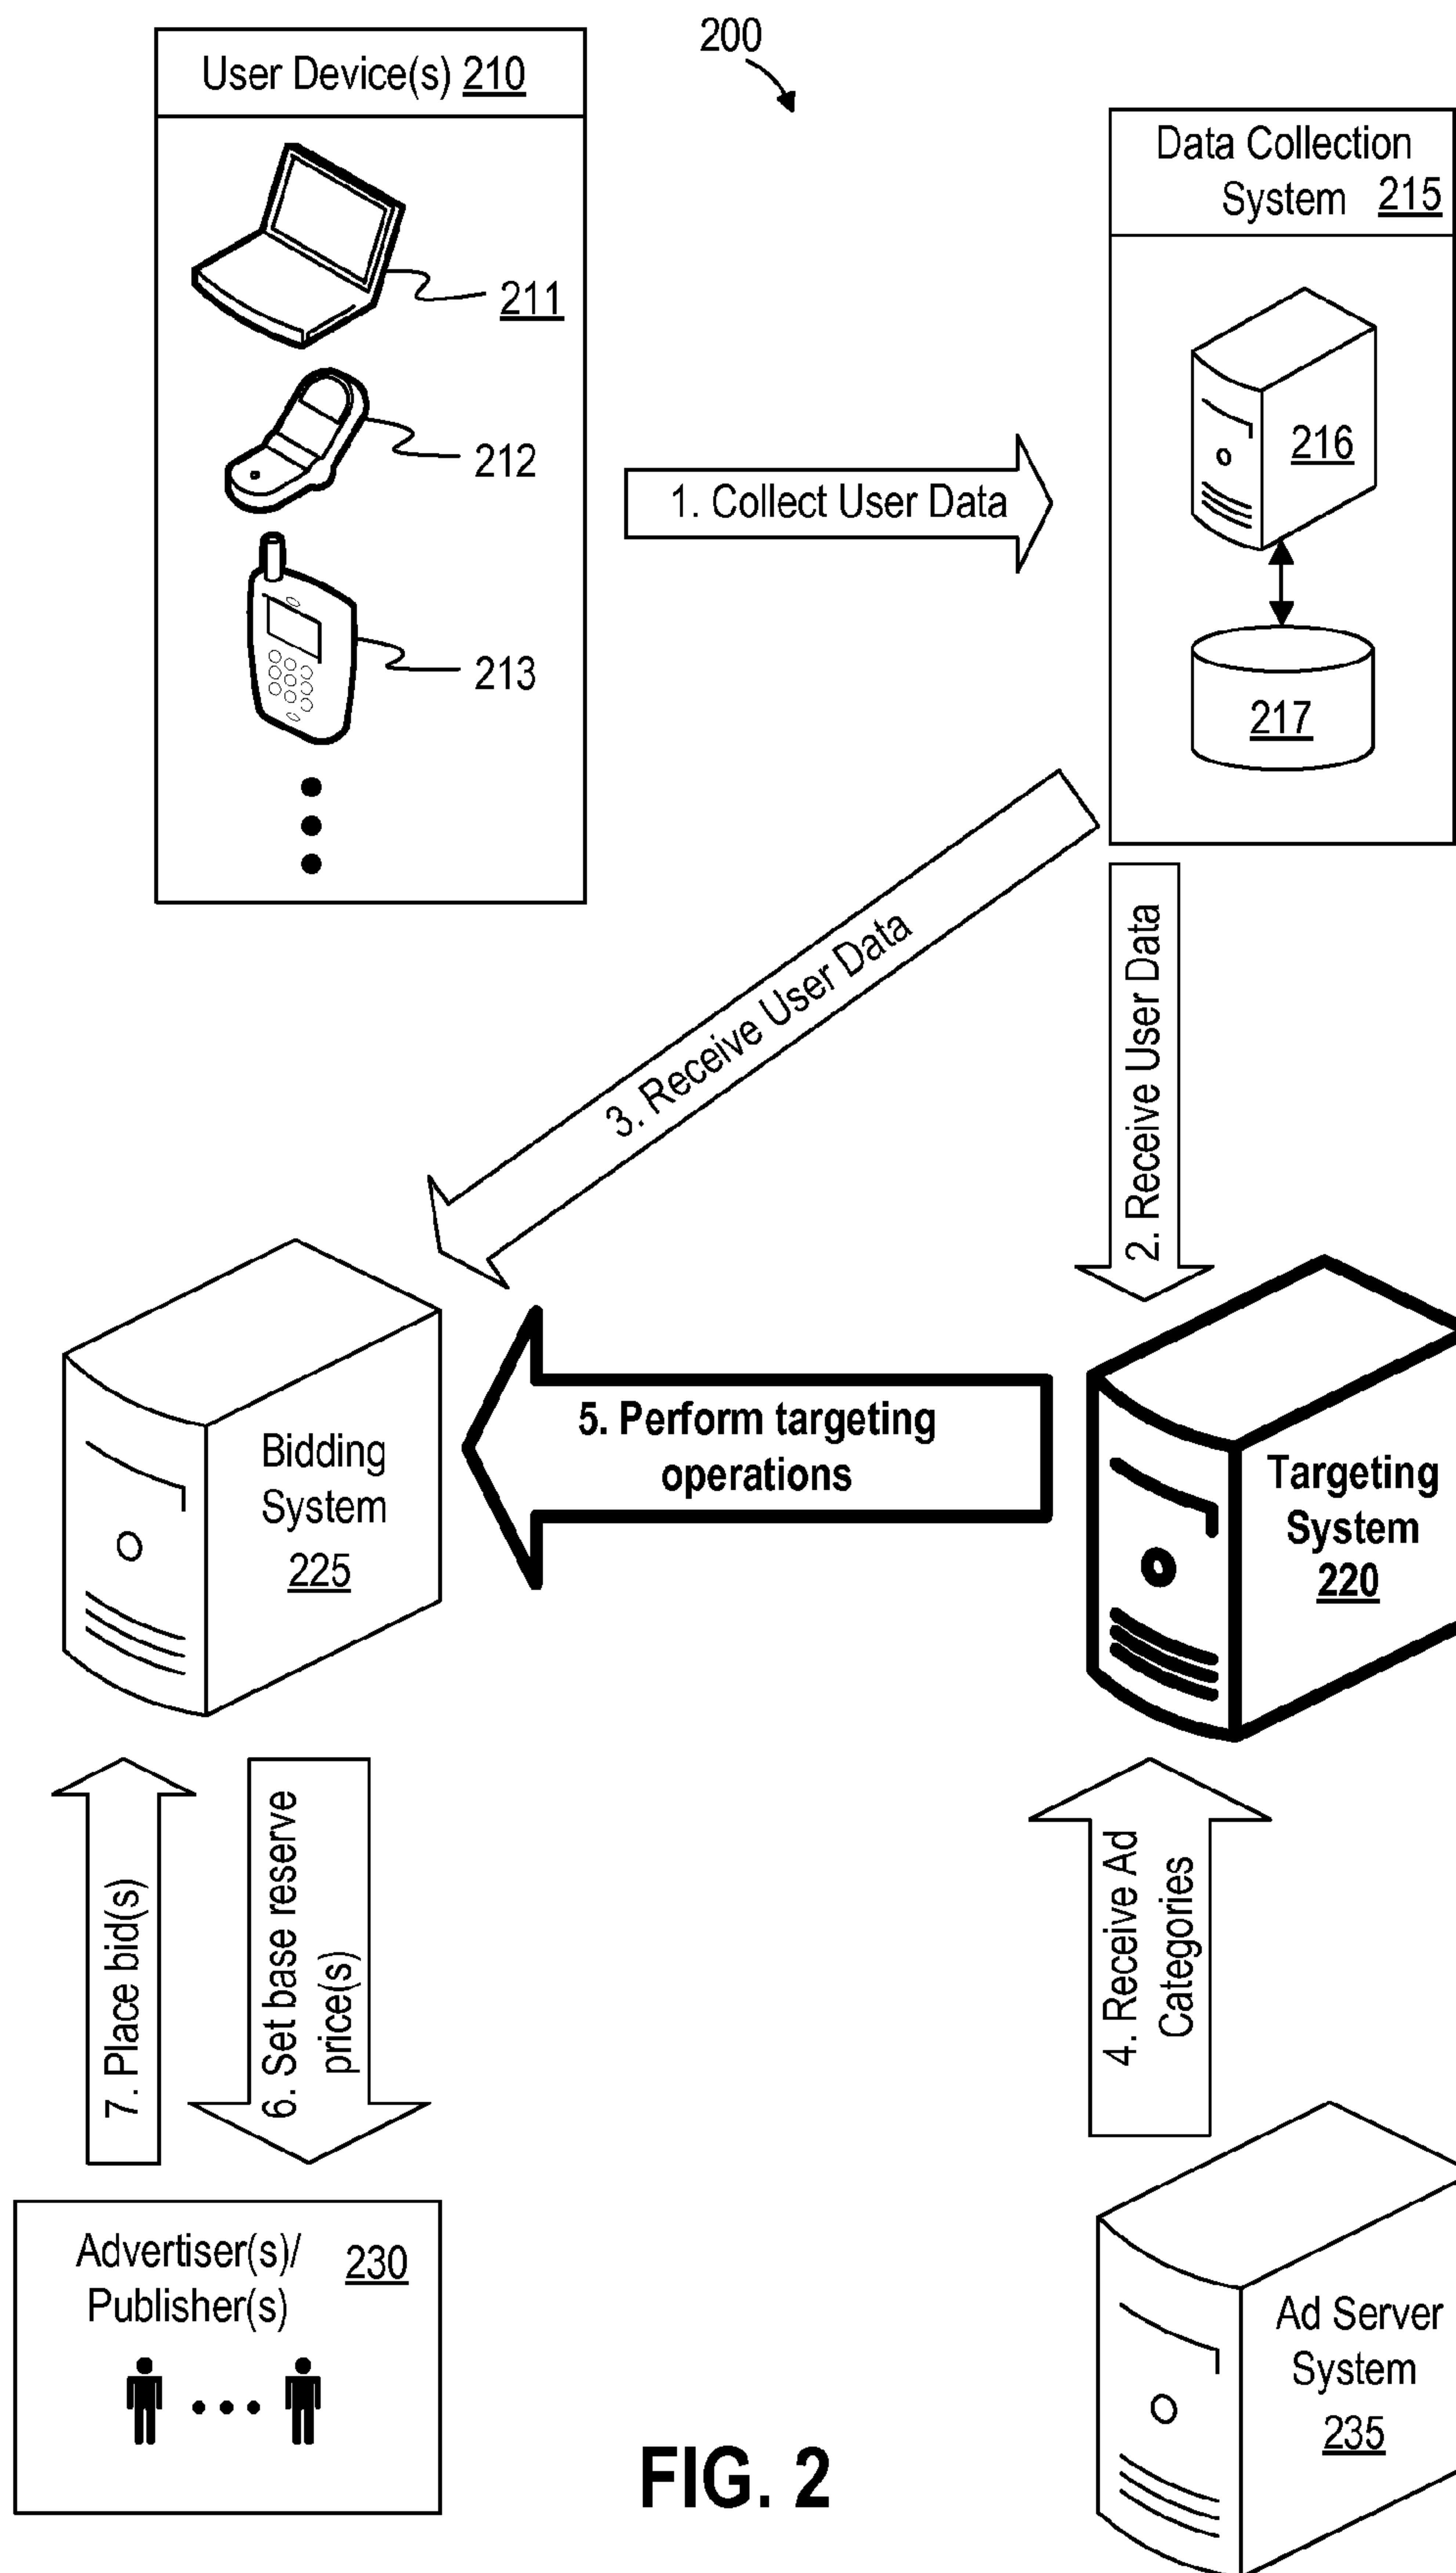 200
User Device(s) 210
211
212
213
Data Collection
System 215
216
217
1. Collect User Data
3. Receive User Data
2. Receive User Data
Bidding
System
225
5. Perform targeting
operations
Targeting
System
220
7. Place bid(s)
6. Set base reserve
price(s)
4. Receive Ad
Categories
Advertiser(s)/ 230
Publisher(s)
Ad Server
System
235
FIG. 2